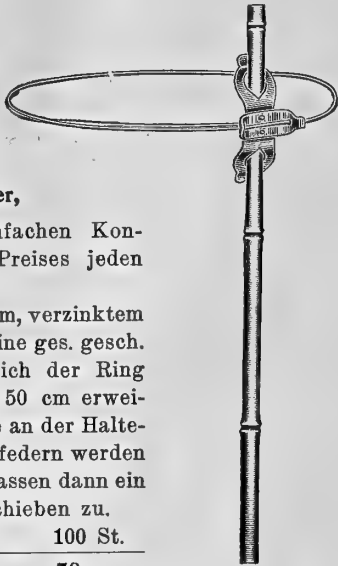 er,
nfachen Kon-
Preises jeden
m, verzinktem
ine ges. gesch.
ich der Ring
50 cm erwei-
e an der Halte-
federn werden
assen dann ein
chieben zu.
100 St.